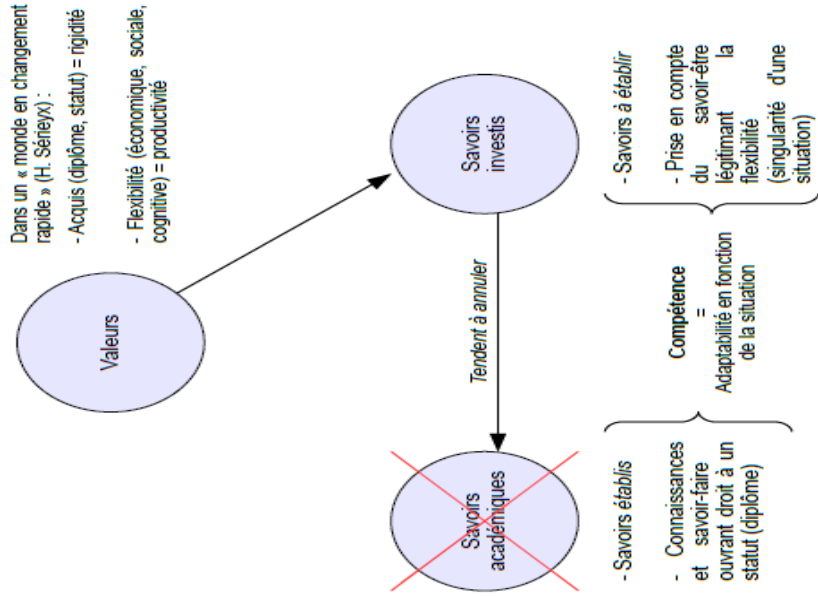 Dans un « monde en changement
rapide » (H. Sérieyx) :
- Acquis (diplôme, statut) = rigidité
- Flexibilité (économique, sociale,
cognitive) = productivité
Valeurs
Savoirs
académiques
Tendent à annuler
Savoirs
investis
- Savoirs établis
- Connaissances
et savoir-faire
ouvrant droit à un
statut (diplôme)
Compétence
=
Adaptabilité en fonction
de la situation
- Savoirs à établir
- Prise en compte
du savoir-être
légitimant la
flexibilité
(singularité d'une
situation)